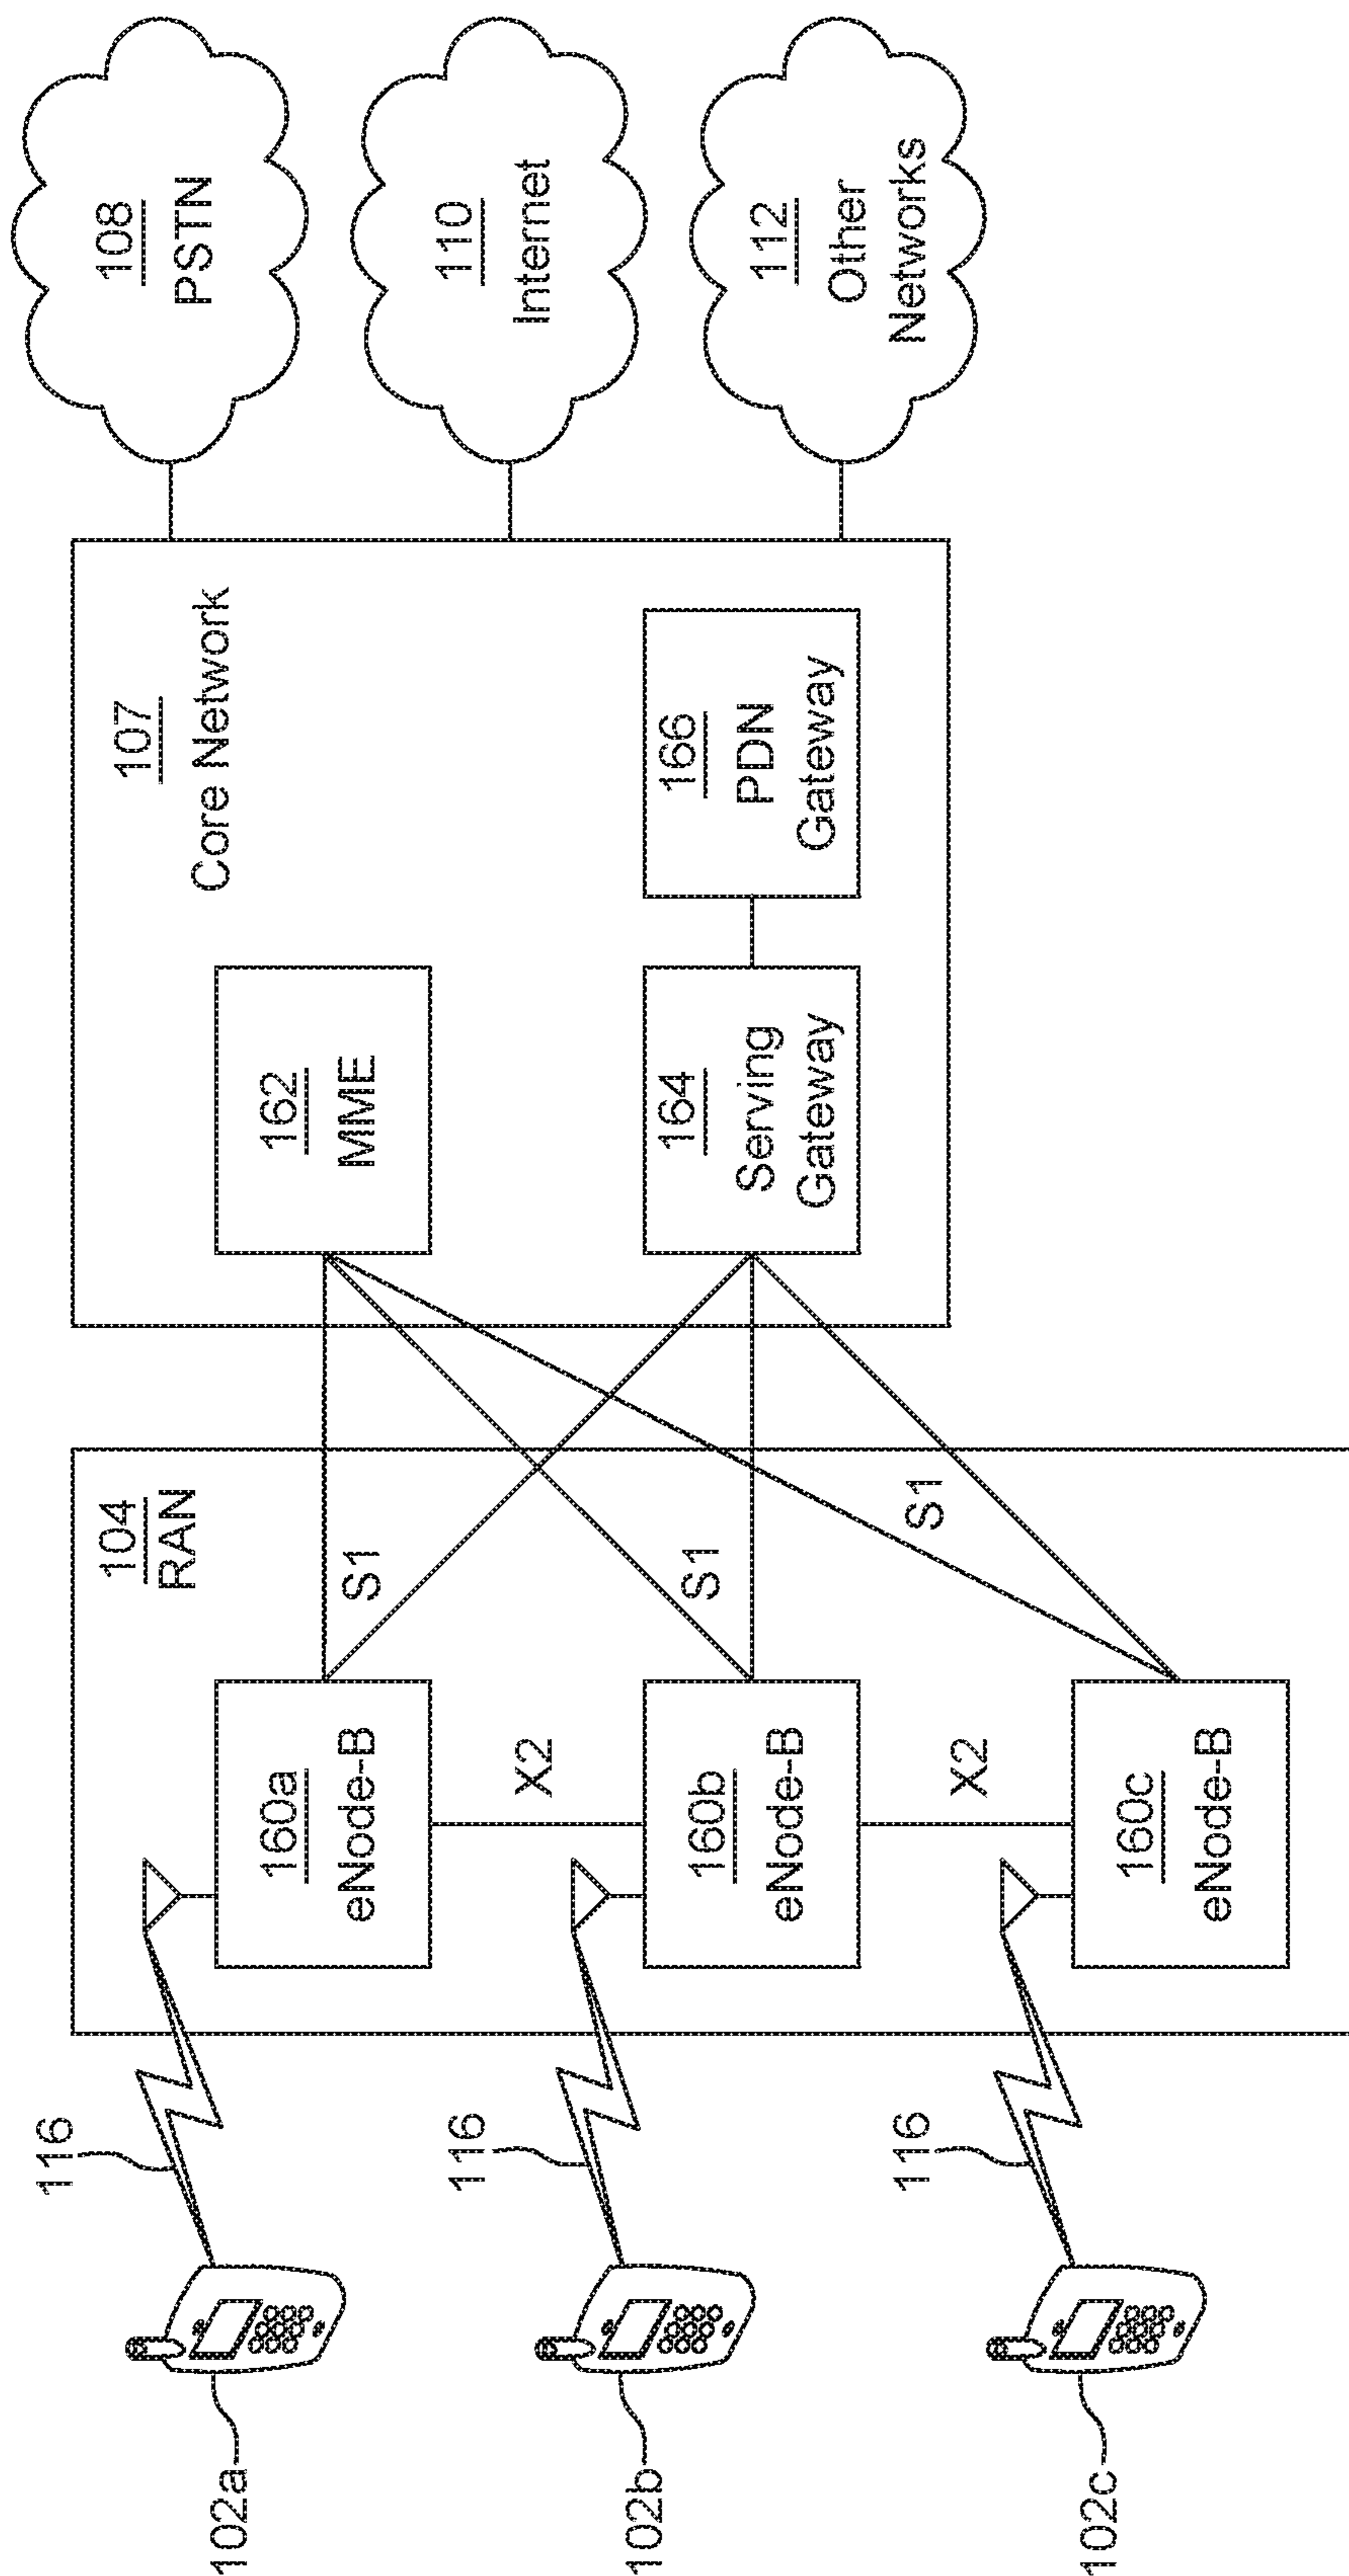 102a
116
104
RAN
160a
eNode-B
S1
X2
102b
116
160b
eNode-B
S1
X2
102c
116
160c
eNode-B
S1
107
Core Network
162
MME
164
Serving
Gateway
166
PDN
Gateway
108
PSTN
110
Internet
112
Other
Networks